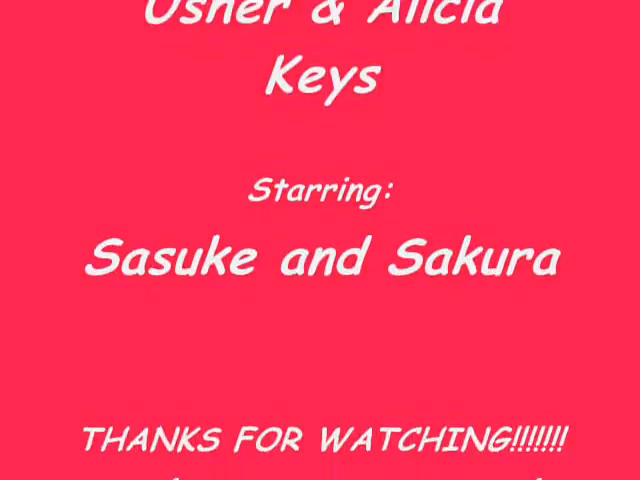 Usher & Alicia
Keys
Starring:
Sasuke and Sakura
THANKS FOR WATCHING!!!!!!!